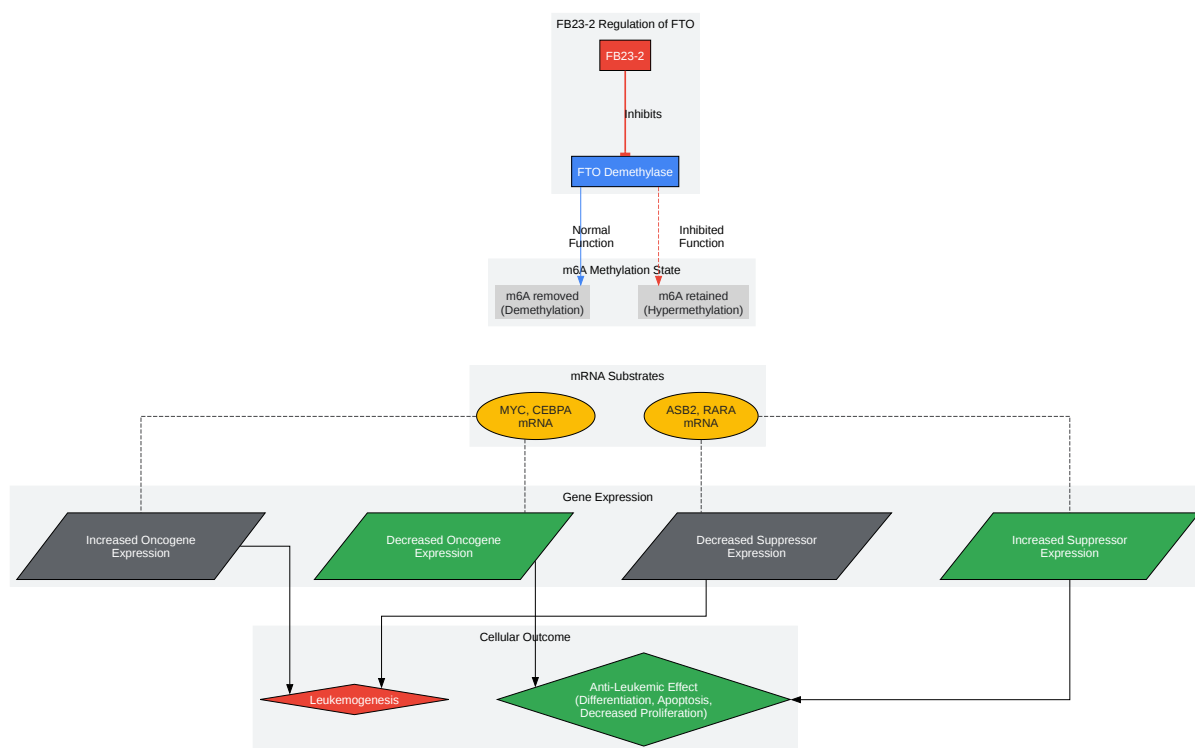 FB23-2 Regulation of FTO
FB23-2
Inhibits
FTO Demethylase
Normal
Function
Inhibited
Function
m6A Methylation State
m6A removed
(Demethylation)
m6A retained
(Hypermethylation)
mRNA Substrates
MYC, CEBPA
mRNA
ASB2, RARA
mRNA
Gene Expression
Increased Oncogene
Expression
Decreased Oncogene
Expression
Decreased Suppressor
Expression
Increased Suppressor
Expression
Cellular Outcome
Leukemogenesis
Anti-Leukemic Effect
(Differentiation, Apoptosis,
Decreased Proliferation)